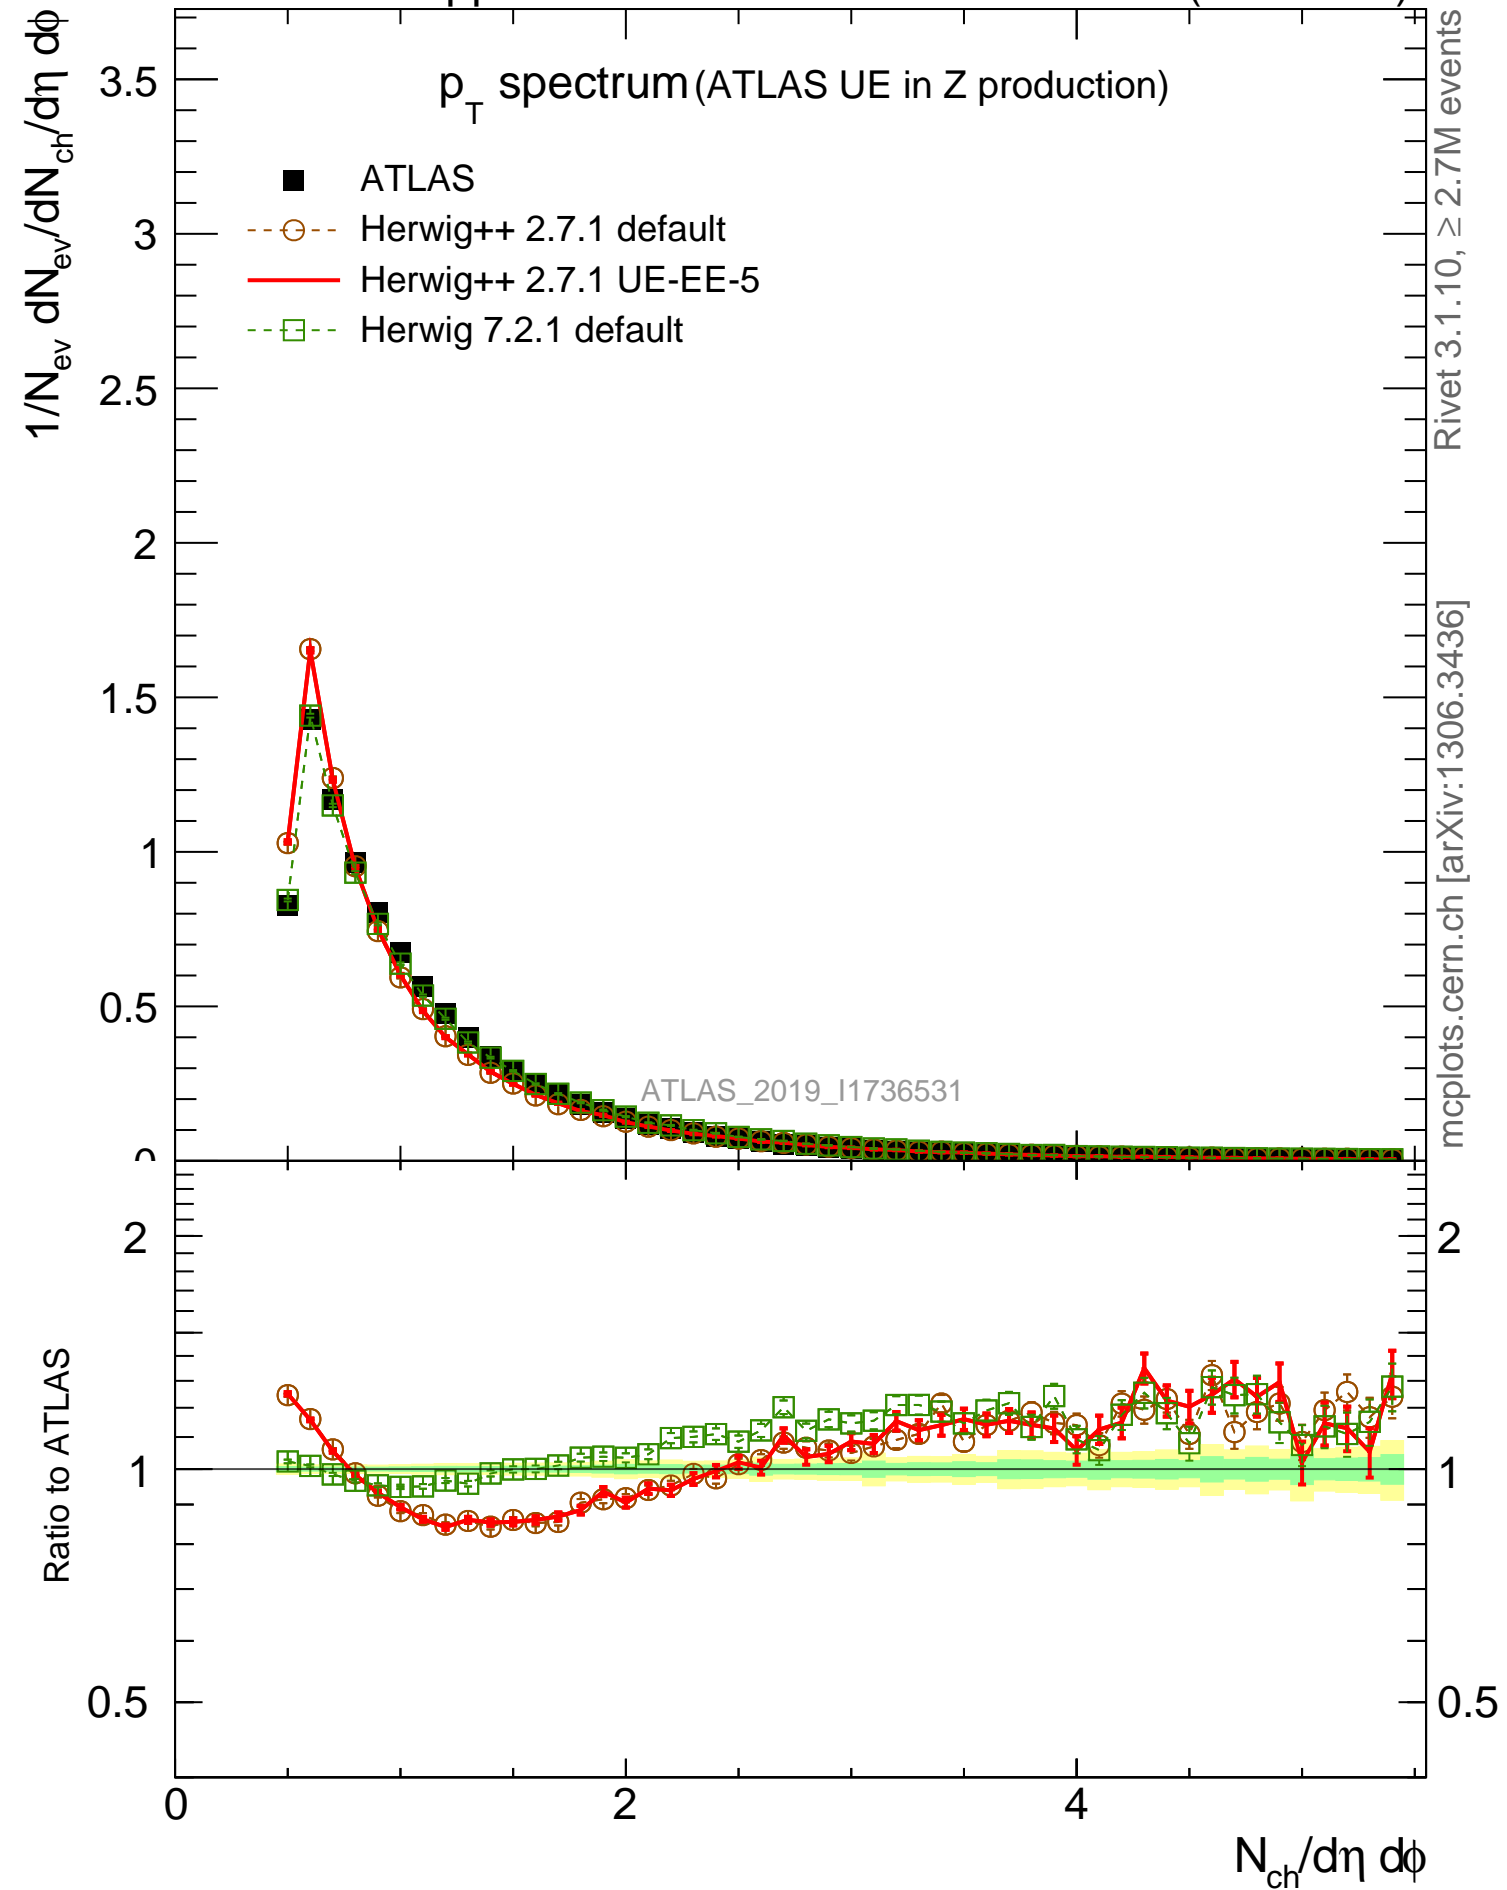 pp
p_T spectrum (ATLAS UE in Z production)
1/N_ev dN_ev/dN_ch/dη dϕ
ATLAS
Herwig++ 2.7.1 default
Herwig++ 2.7.1 UE-EE-5
Herwig 7.2.1 default
3.5
3
2.5
2
1.5
1
0.5
0
ATLAS_2019_I1736531
Rivet 3.1.10, ≥ 2.7M events
mcplots.cern.ch [arXiv:1306.3436]
Ratio to ATLAS
2
1
0.5
2
1
0.5
0
2
4
N_ch/dη dϕ